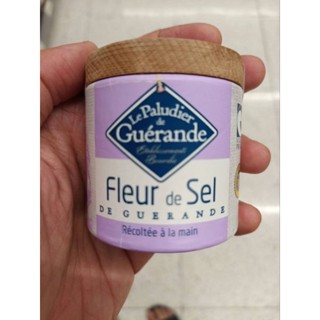 Le Paludier
de
Guérande
Fleur de Sel
DE GUERANDE
Récoltée à la main